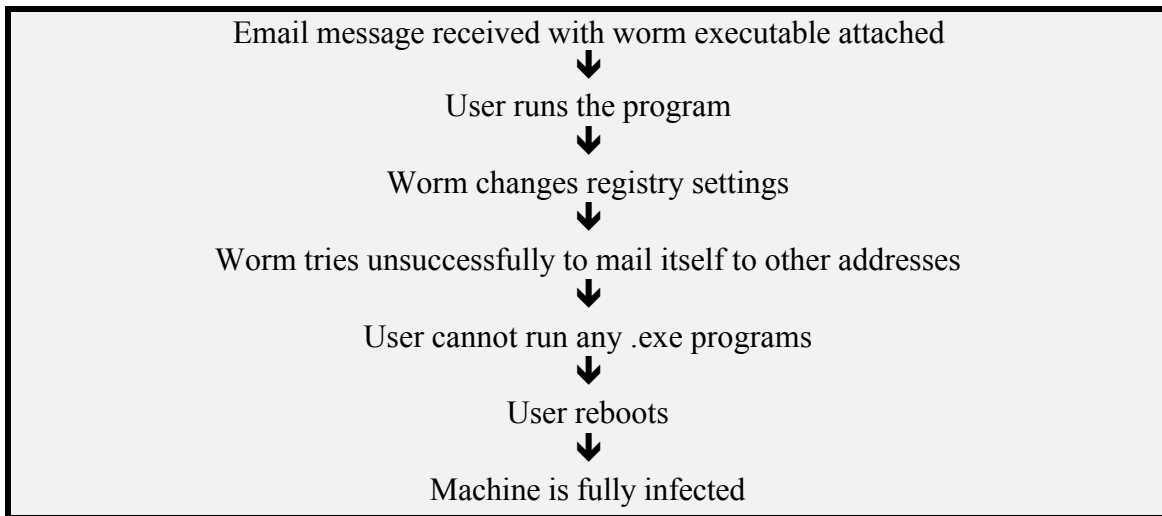 Email message received with worm executable attached
🡻
User runs the program
🡻
Worm changes registry settings
🡻
Worm tries unsuccessfully to mail itself to other addresses
🡻
User cannot run any .exe programs
🡻
User reboots
🡻
Machine is fully infected